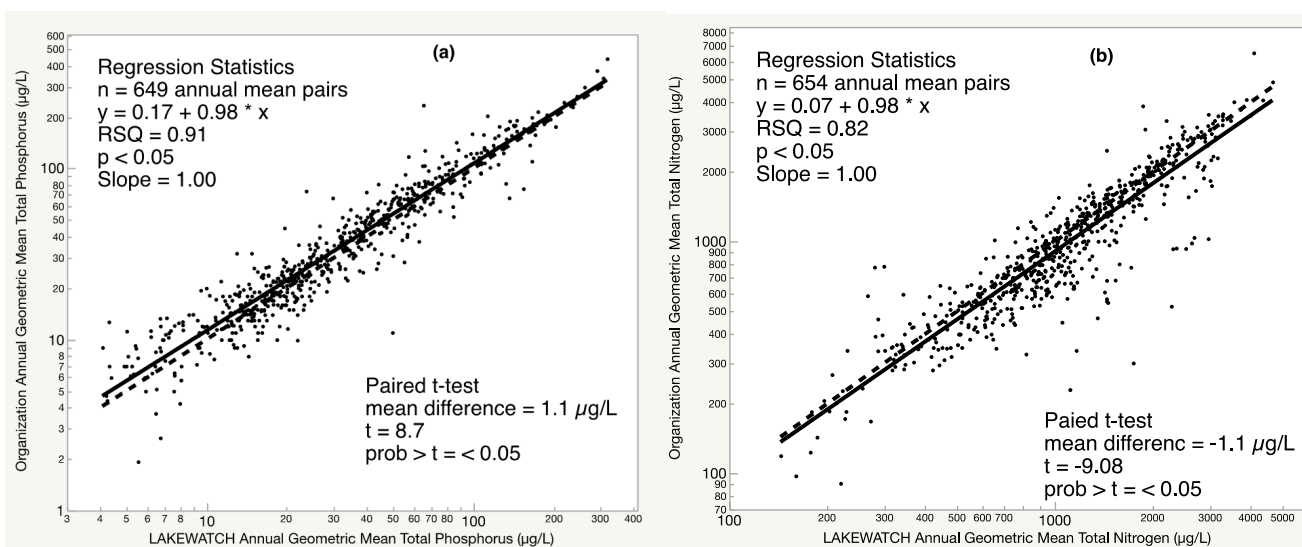 (a)
Regression Statistics
n = 649 annual mean pairs
y = 0.17 + 0.98 * x
RSQ = 0.91
p < 0.05
Slope = 1.00
Paired t-test
mean difference = 1.1 µg/L
t = 8.7
prob > t = < 0.05
Organization Annual Geometric Mean Total Phosphorus (µg/L)
600
500
400
300
200
100
80
70
60
50
40
30
20
10
8
7
6
5
4
3
2
1
3 4 5 6 7 8 10 20 30 40 50 60 70 80 100 200 300 400
LAKEWATCH Annual Geometric Mean Total Phosphorus (µg/L)
(b)
Regression Statistics
n = 654 annual mean pairs
y = 0.07 + 0.98 * x
RSQ = 0.82
p < 0.05
Slope = 1.00
Paied t-test
mean differenc = -1.1 µg/L
t = -9.08
prob > t = < 0.05
Organization Annual Geometric Mean Total Nitrogen (µg/L)
8000
7000
6000
5000
4000
3000
2000
1000
900
800
700
600
500
400
300
200
100
90
80
70
100 200 300 400 500 600 700 1000 2000 3000 4000 5000
LAKEWATCH Annual Geometric Mean Total Nitrogen (µg/L)